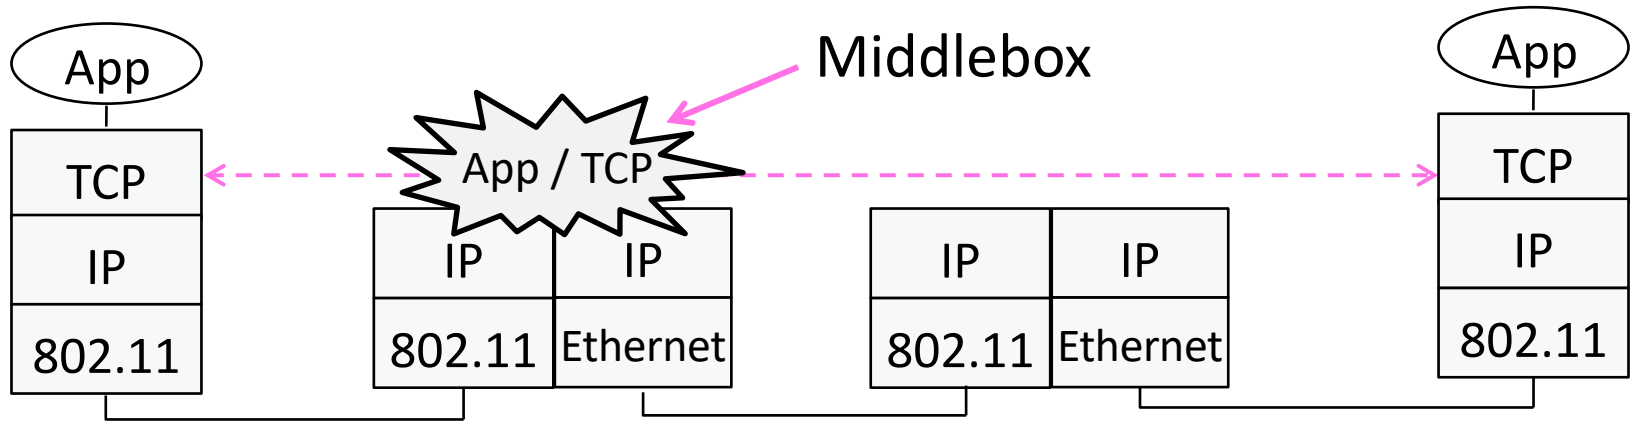 App
Middlebox
App
TCP
App / TCP
TCP
IP
IP
IP
IP
IP
IP
802.11
802.11
Ethernet
802.11
Ethernet
802.11